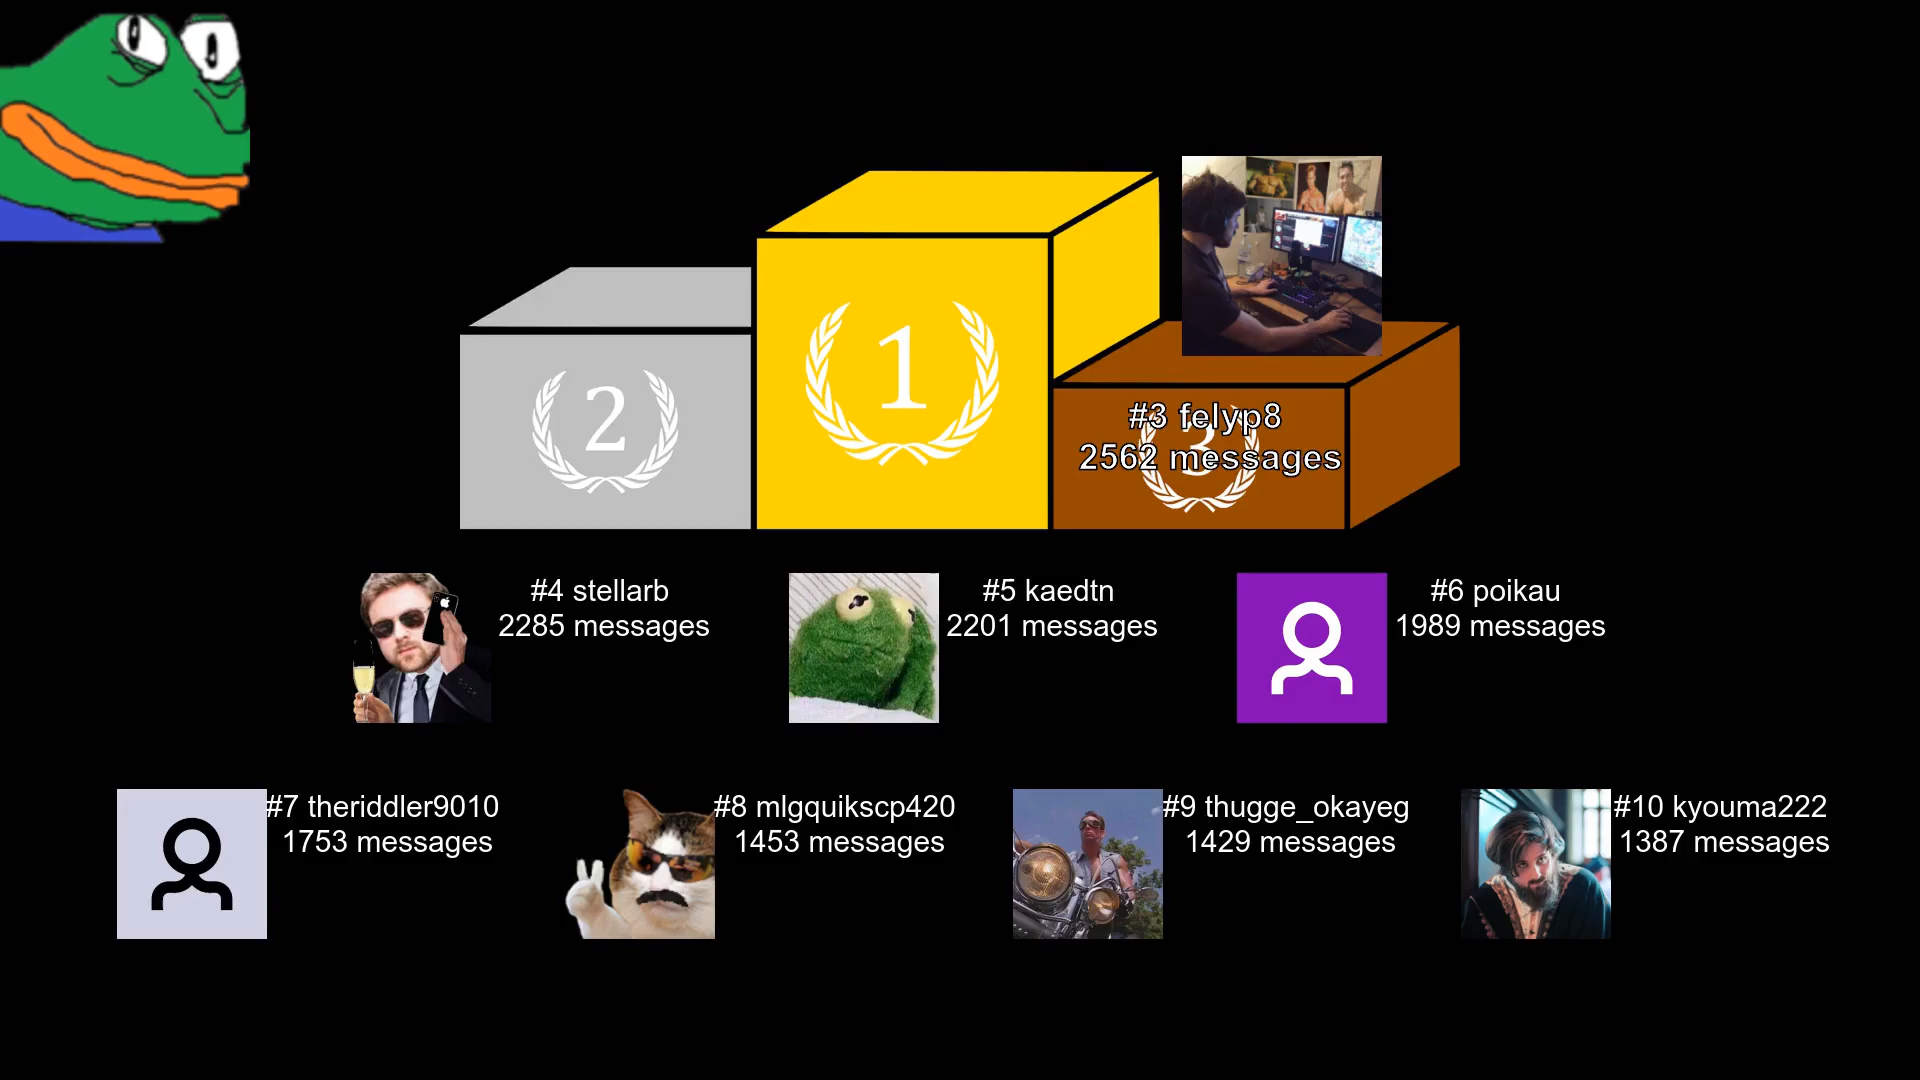 1
2
3
#3 felyp8
2562 messages
#4 stellarb
2285 messages
#5 kaedtn
2201 messages
#6 poikau
1989 messages
#7 theriddler9010
1753 messages
#8 mlgquikscp420
1453 messages
#9 thugge_okayeg
1429 messages
#10 kyouma222
1387 messages